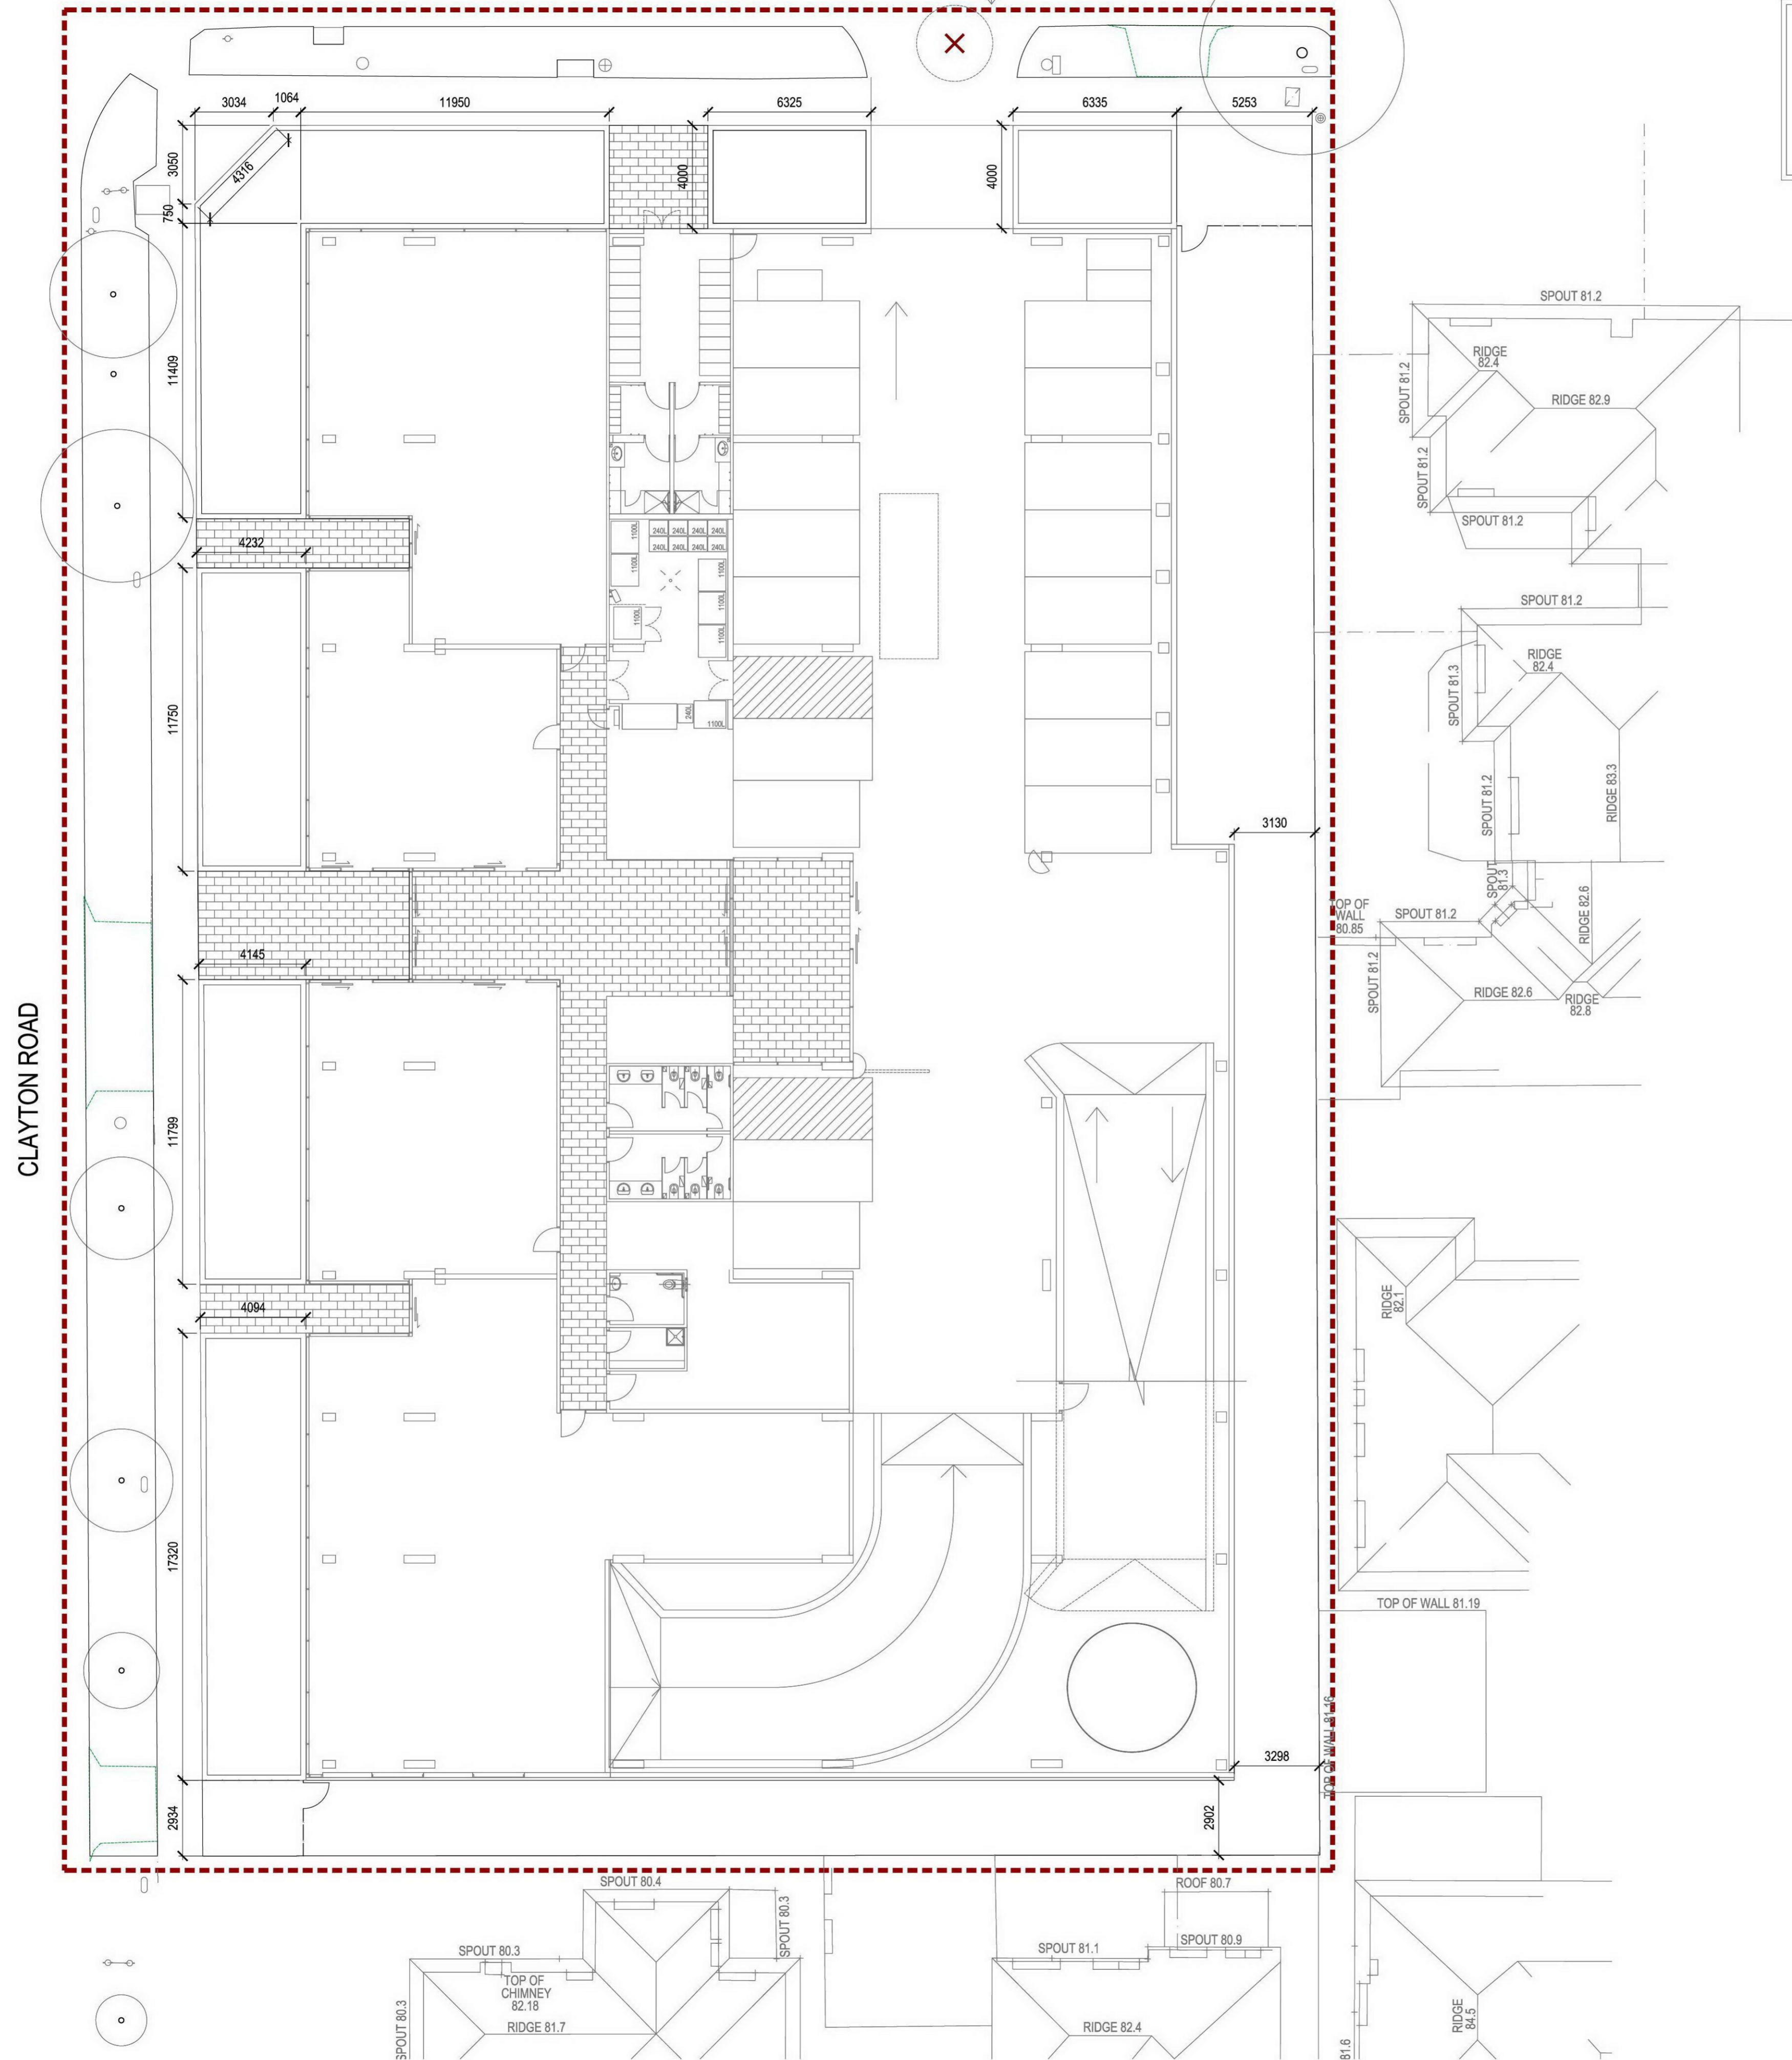 3034
1064
11950
6325
6335
5253
3050
4316
4000
4000
750
SPOUT 81.2
RIDGE
82.4
SPOUT 81.2
RIDGE 82.9
11409
SPOUT 81.2
SPOUT 81.2
4232
1100L
240L
240L
240L
240L
240L
240L
240L
240L
1100L
1100L
1100L
1100L
1100L
SPOUT 81.2
RIDGE
82.4
SPOUT 81.3
11750
240L
1100L
SPOUT 81.2
RIDGE 83.3
3130
SPOUT
81.3
TOP OF
WALL
80.85
SPOUT 81.2
RIDGE 82.6
4145
SPOUT 81.2
RIDGE 82.6
RIDGE
82.8
CLAYTON ROAD
11799
4094
RIDGE
82.1
17320
TOP OF WALL 81.19
TOP OF WALL 81.16
3298
2934
2902
SPOUT 80.4
ROOF 80.7
SPOUT 80.3
SPOUT 80.3
SPOUT 81.1
SPOUT 80.9
TOP OF
CHIMNEY
82.18
SPOUT 80.3
RIDGE 81.7
RIDGE 82.4
RIDGE
84.5
81.6